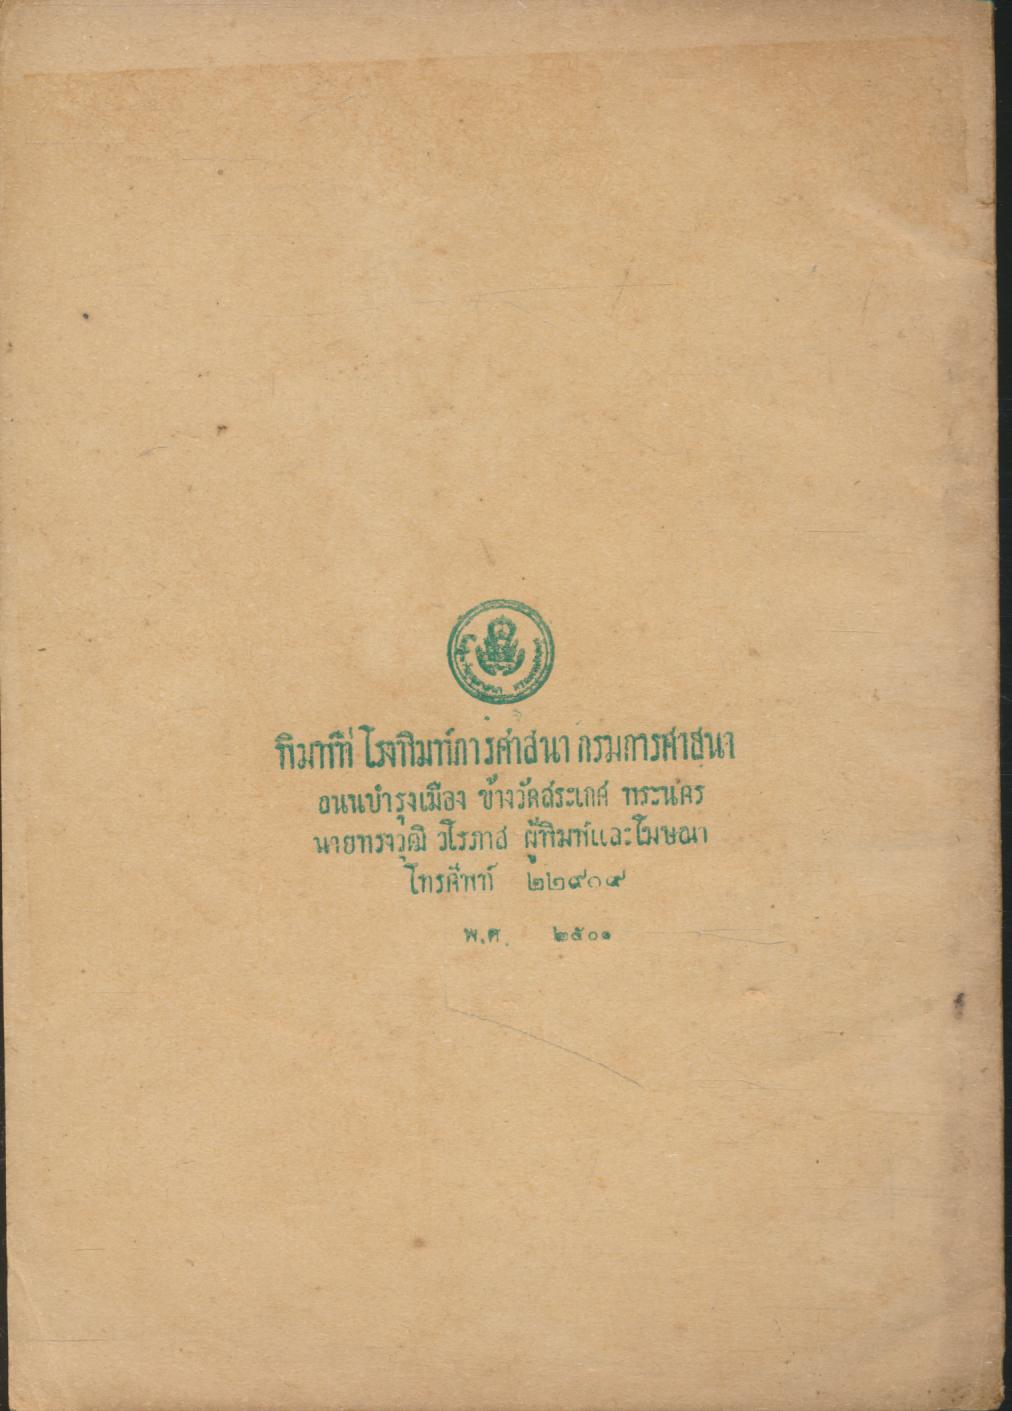 พิมพ์ที่ โรงพิมพ์การศาสนา กรมการศาสนา
ถนนบำรุงเมือง ข้างวัดสระเกศ พระนคร
นายทรงวุฒิ วโรภาส ผู้พิมพ์และโฆษณา
โทรศัพท์ ๒๒๙๐๙
พ.ศ. ๒๕๐๑